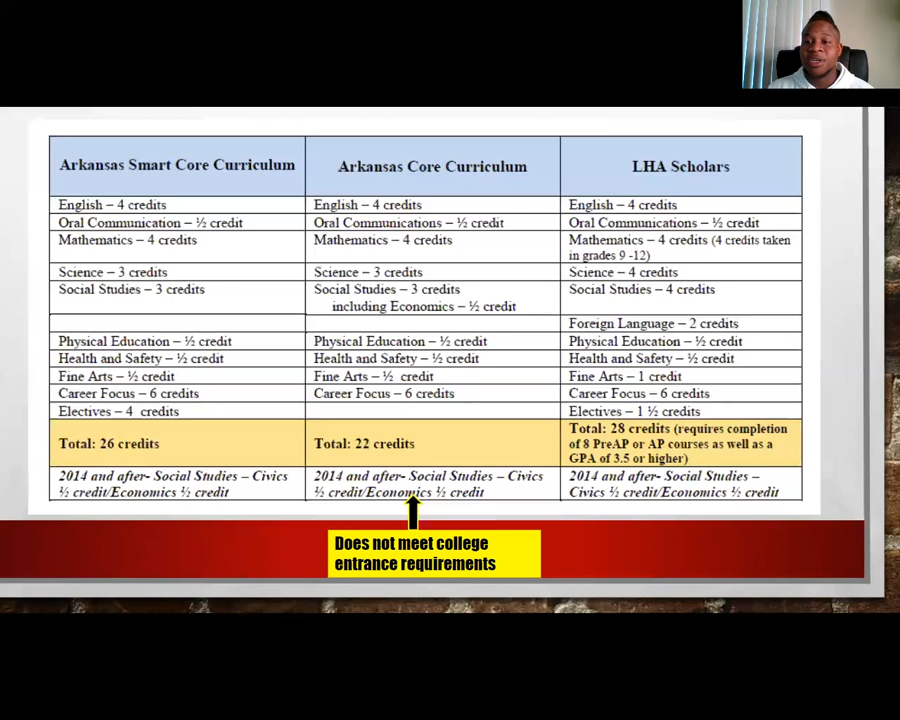 Arkansas Smart Core Curriculum
Arkansas Core Curriculum
LHA Scholars
English – 4 credits
English – 4 credits
English – 4 credits
Oral Communication – ½ credit
Oral Communications – ½ credit
Oral Communications – ½ credit
Mathematics – 4 credits
Mathematics – 4 credits
Mathematics – 4 credits (4 credits taken
in grades 9 -12)
Science – 3 credits
Science – 3 credits
Science – 4 credits
Social Studies – 3 credits
Social Studies – 3 credits
including Economics – ½ credit
Social Studies – 4 credits
Foreign Language – 2 credits
Physical Education – ½ credit
Physical Education – ½ credit
Physical Education – ½ credit
Health and Safety – ½ credit
Health and Safety – ½ credit
Health and Safety – ½ credit
Fine Arts – ½ credit
Fine Arts – ½ credit
Fine Arts – 1 credit
Career Focus – 6 credits
Career Focus – 6 credits
Career Focus – 6 credits
Electives – 4 credits
Electives – 1 ½ credits
Total: 26 credits
Total: 22 credits
Total: 28 credits (requires completion
of 8 PreAP or AP courses as well as a
GPA of 3.5 or higher)
2014 and after- Social Studies – Civics
½ credit/Economics ½ credit
2014 and after- Social Studies – Civics
½ credit/Economics ½ credit
2014 and after- Social Studies –
Civics ½ credit/Economics ½ credit
Does not meet college
entrance requirements